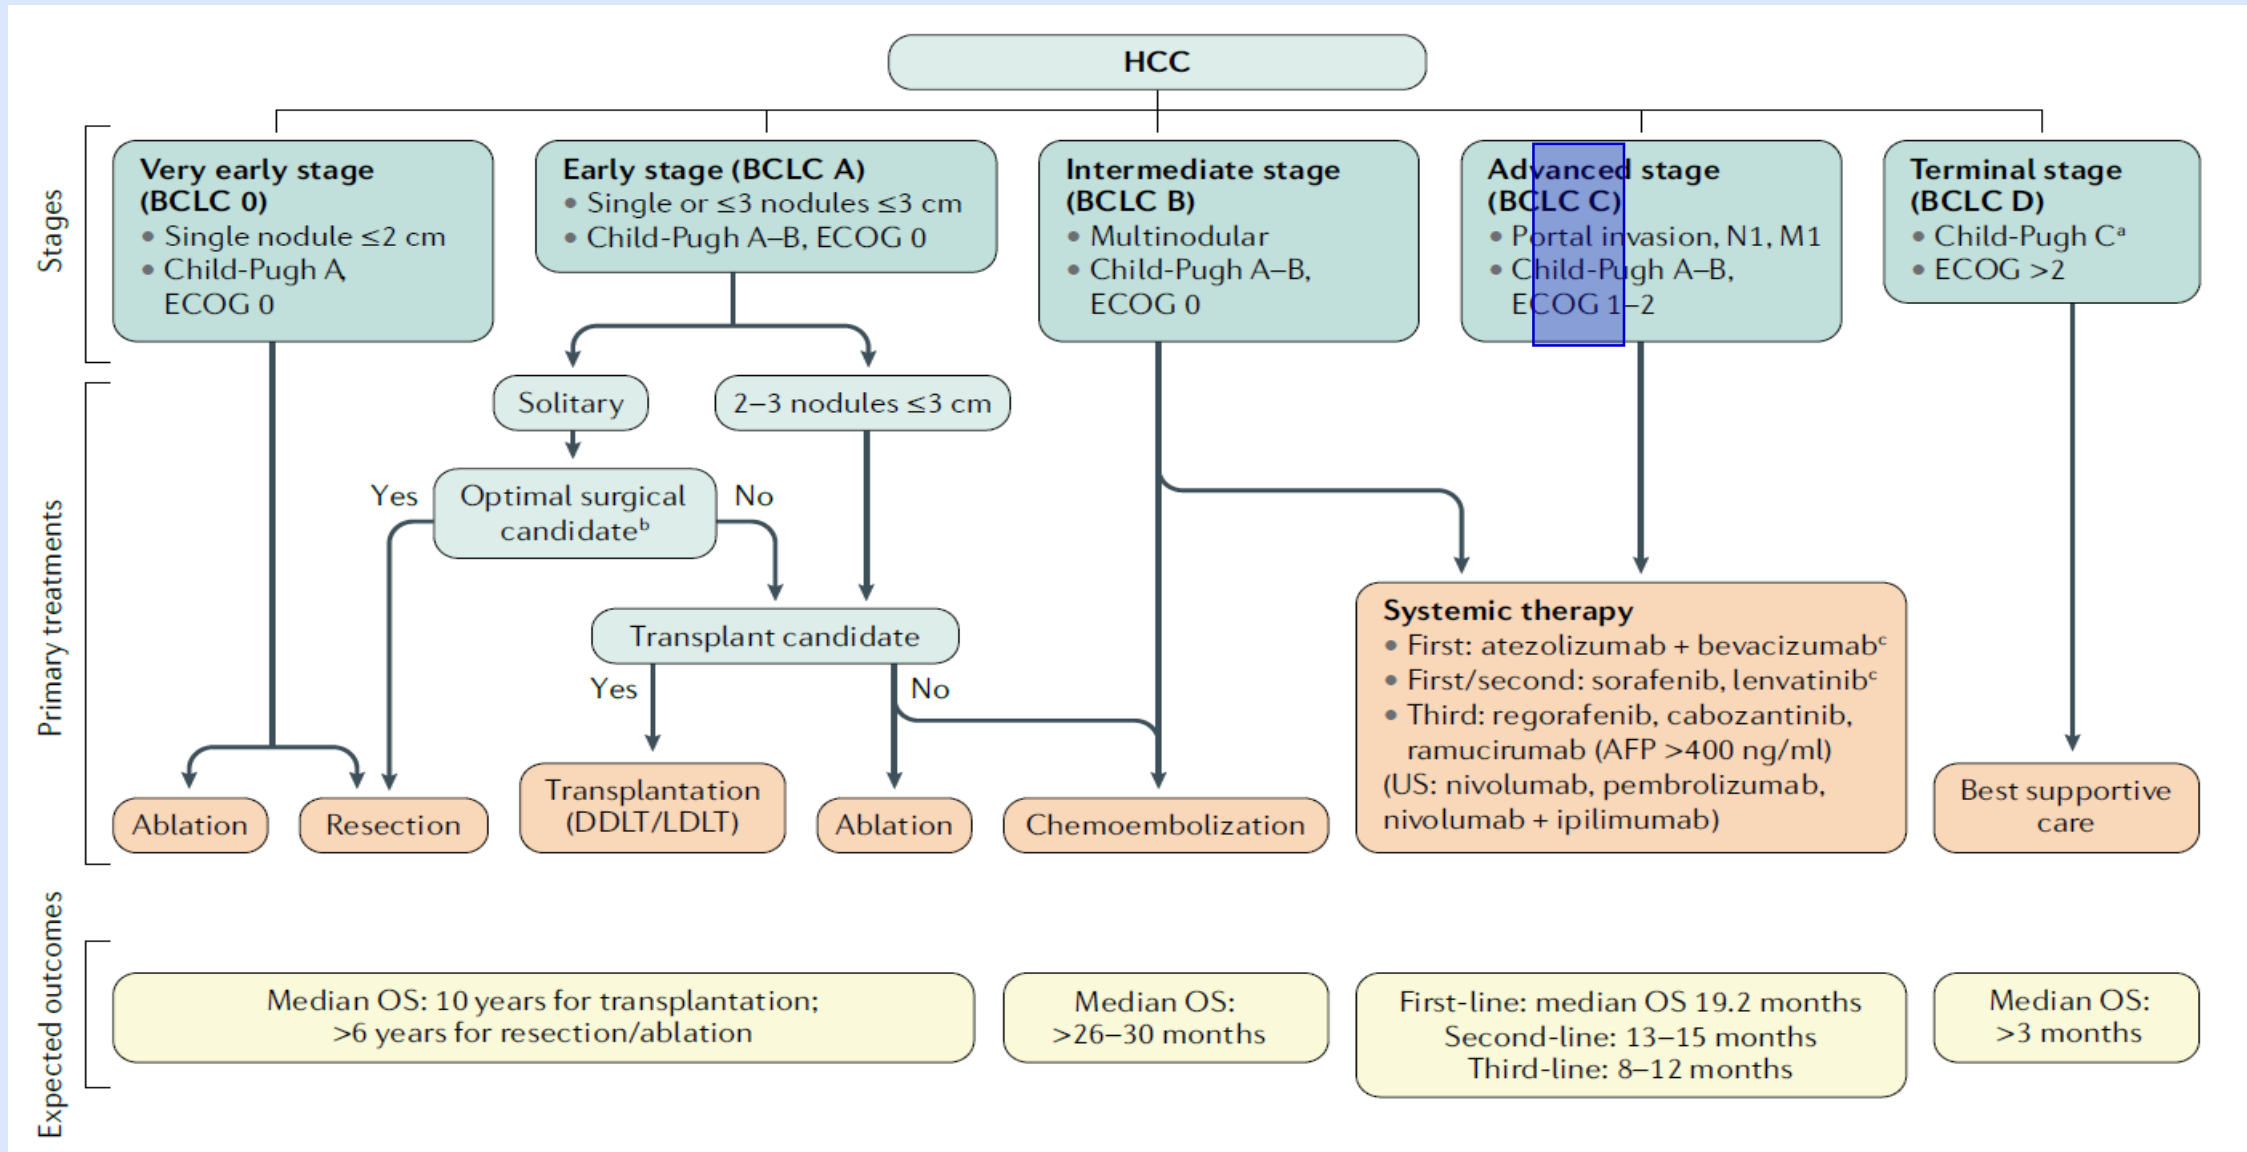 HCC
Stages
Very early stage
(BCLC 0)
• Single nodule ≤2 cm
• Child-Pugh A,
ECOG 0
Early stage (BCLC A)
• Single or ≤3 nodules ≤3 cm
• Child-Pugh A–B, ECOG 0
Intermediate stage
(BCLC B)
• Multinodular
• Child-Pugh A–B,
ECOG 0
Advanced stage
(BCLC C)
• Portal invasion, N1, M1
• Child-Pugh A–B,
ECOG 1–2
Terminal stage
(BCLC D)
• Child-Pugh Cᵃ
• ECOG >2
Primary treatments
Solitary
2–3 nodules ≤3 cm
Yes
Optimal surgical
candidateᵇ
No
Transplant candidate
Yes
No
Ablation
Resection
Transplantation
(DDLT/LDLT)
Ablation
Chemoembolization
Systemic therapy
• First: atezolizumab + bevacizumabᶜ
• First/second: sorafenib, lenvatinibᶜ
• Third: regorafenib, cabozantinib,
ramucirumab (AFP >400 ng/ml)
(US: nivolumab, pembrolizumab,
nivolumab + ipilimumab)
Best supportive
care
Expected outcomes
Median OS: 10 years for transplantation;
>6 years for resection/ablation
Median OS:
>26–30 months
First-line: median OS 19.2 months
Second-line: 13–15 months
Third-line: 8–12 months
Median OS:
>3 months